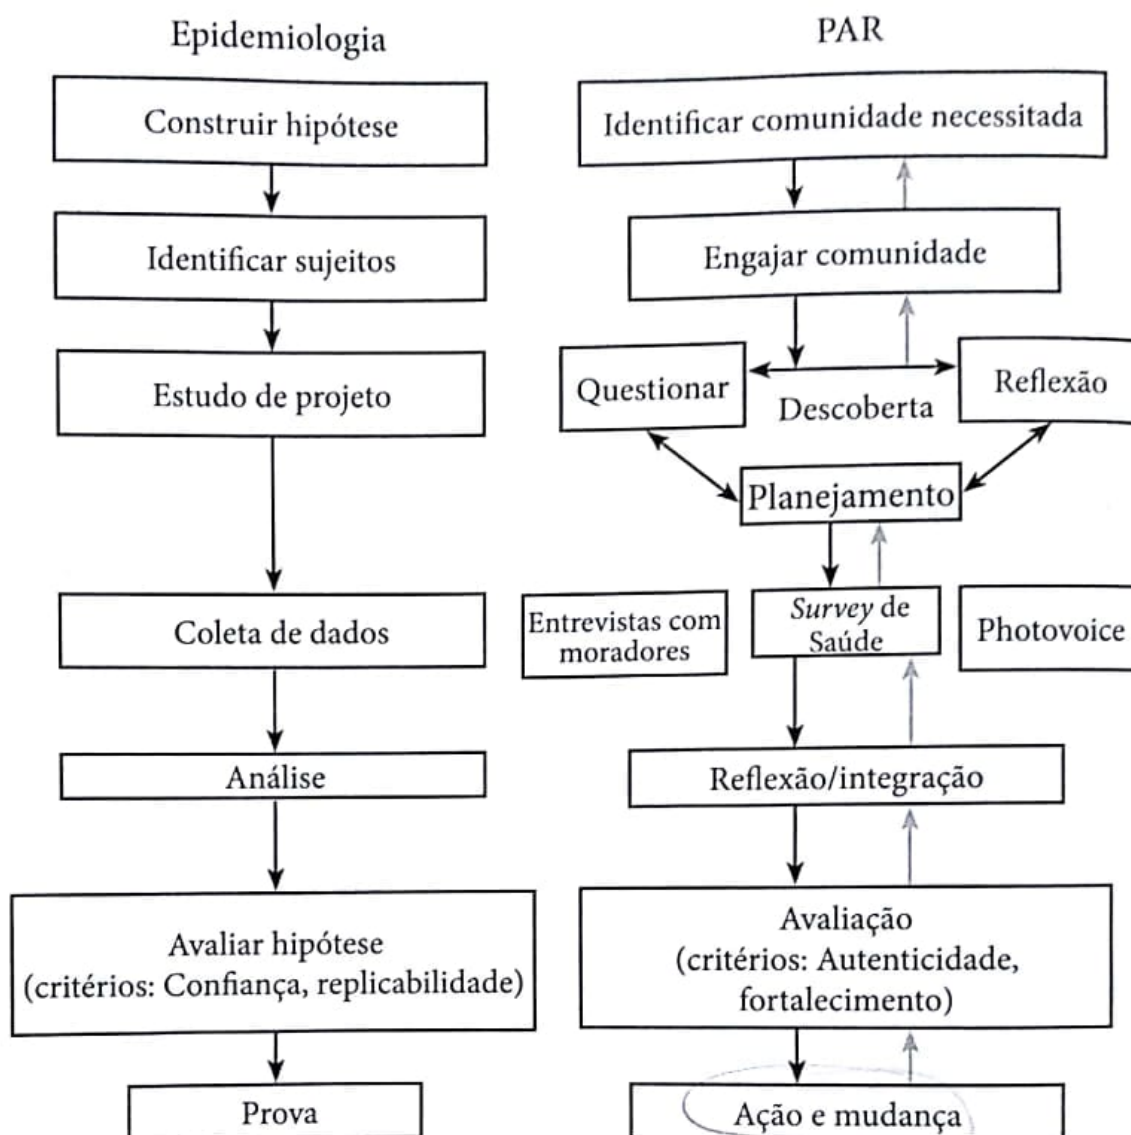 Epidemiologia
Construir hipótese
Identificar sujeitos
Estudo de projeto
Coleta de dados
Análise
Avaliar hipótese
(critérios: Confiança, replicabilidade)
Prova
PAR
Identificar comunidade necessitada
Engajar comunidade
Questionar
Descoberta
Reflexão
Planejamento
Entrevistas com
moradores
Survey de
Saúde
Photovoice
Reflexão/integração
Avaliação
(critérios: Autenticidade,
fortalecimento)
Ação e mudança